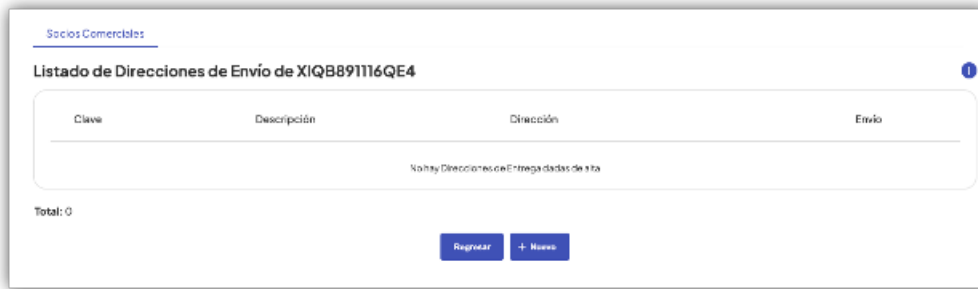 Socios Comerciales
Listado de Direcciones de Envío de XIQB891116QE4
Clave Descripción Dirección Envío
No hay Direcciones de Entrega dadas de alta
Total: 0
Regresar + Nuevo